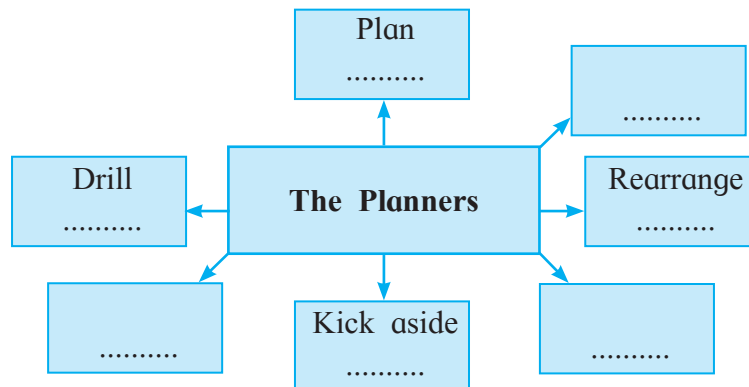 Plan
..........
..........
Drill
..........
The Planners
Rearrange
..........
..........
Kick aside
..........
..........